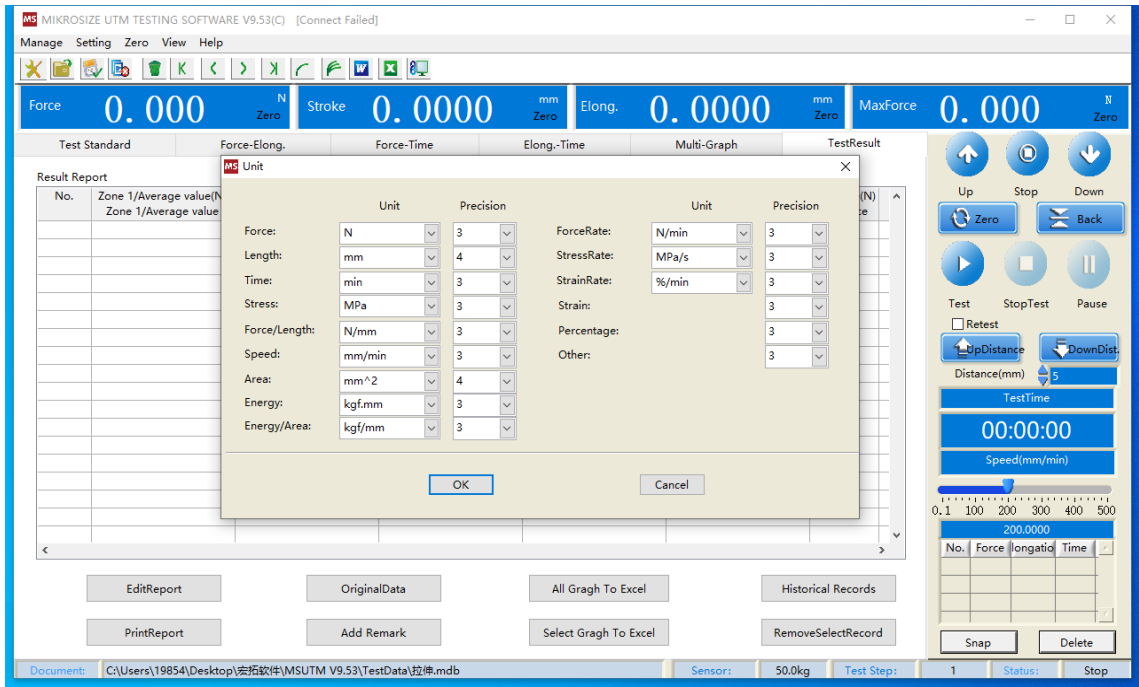 MS MIKROSIZE UTM TESTING SOFTWARE V9.53(C) [Connect Failed]
Manage Setting Zero View Help
Force 0.000 N Zero Stroke 0.0000 mm Zero Elong. 0.0000 mm Zero MaxForce 0.000 N Zero
Test Standard Force-Elong. Force-Time Elong.-Time Multi-Graph TestResult
Result Report
No. Zone 1/Average value(N
Zone 1/Average value
(N)
MS Unit
Unit Precision Unit Precision
Force: N 3 ForceRate: N/min 3
Length: mm 4 StressRate: MPa/s 3
Time: min 3 StrainRate: %/min 3
Stress: MPa 3 Strain: 3
Force/Length: N/mm 3 Percentage: 3
Speed: mm/min 3 Other: 3
Area: mm^2 4
Energy: kgf.mm 3
Energy/Area: kgf/mm 3
OK Cancel
Up Stop Down
Zero Back
Test StopTest Pause
Retest
UpDistance DownDist.
Distance(mm) 5
TestTime
00:00:00
Speed(mm/min)
0.1 100 200 300 400 500
200.0000
No. Force longatio Time
Snap Delete
EditReport OriginalData All Gragh To Excel Historical Records
PrintReport Add Remark Select Gragh To Excel RemoveSelectRecord
Document: C:\Users\19854\Desktop\宏拓软件\MSUTM V9.53\TestData\拉伸.mdb Sensor: 50.0kg Test Step: 1 Status: Stop